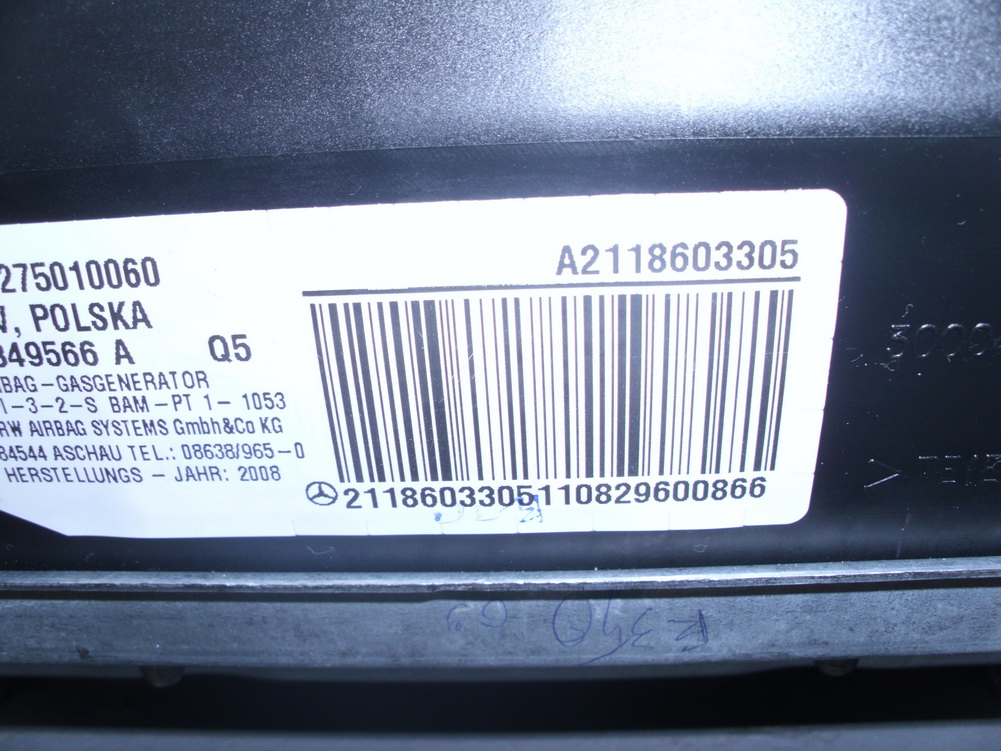 A2118603305
275010060
, POLSKA
849566 A Q5
BAG-GASGENERATOR
1-3-2-S BAM-PT 1-1053
RW AIRBAG SYSTEMS Gmbh&Co KG
84544 ASCHAU TEL.: 08638/965-0
HERSTELLUNGS - JAHR: 2008
2118603305110829600866